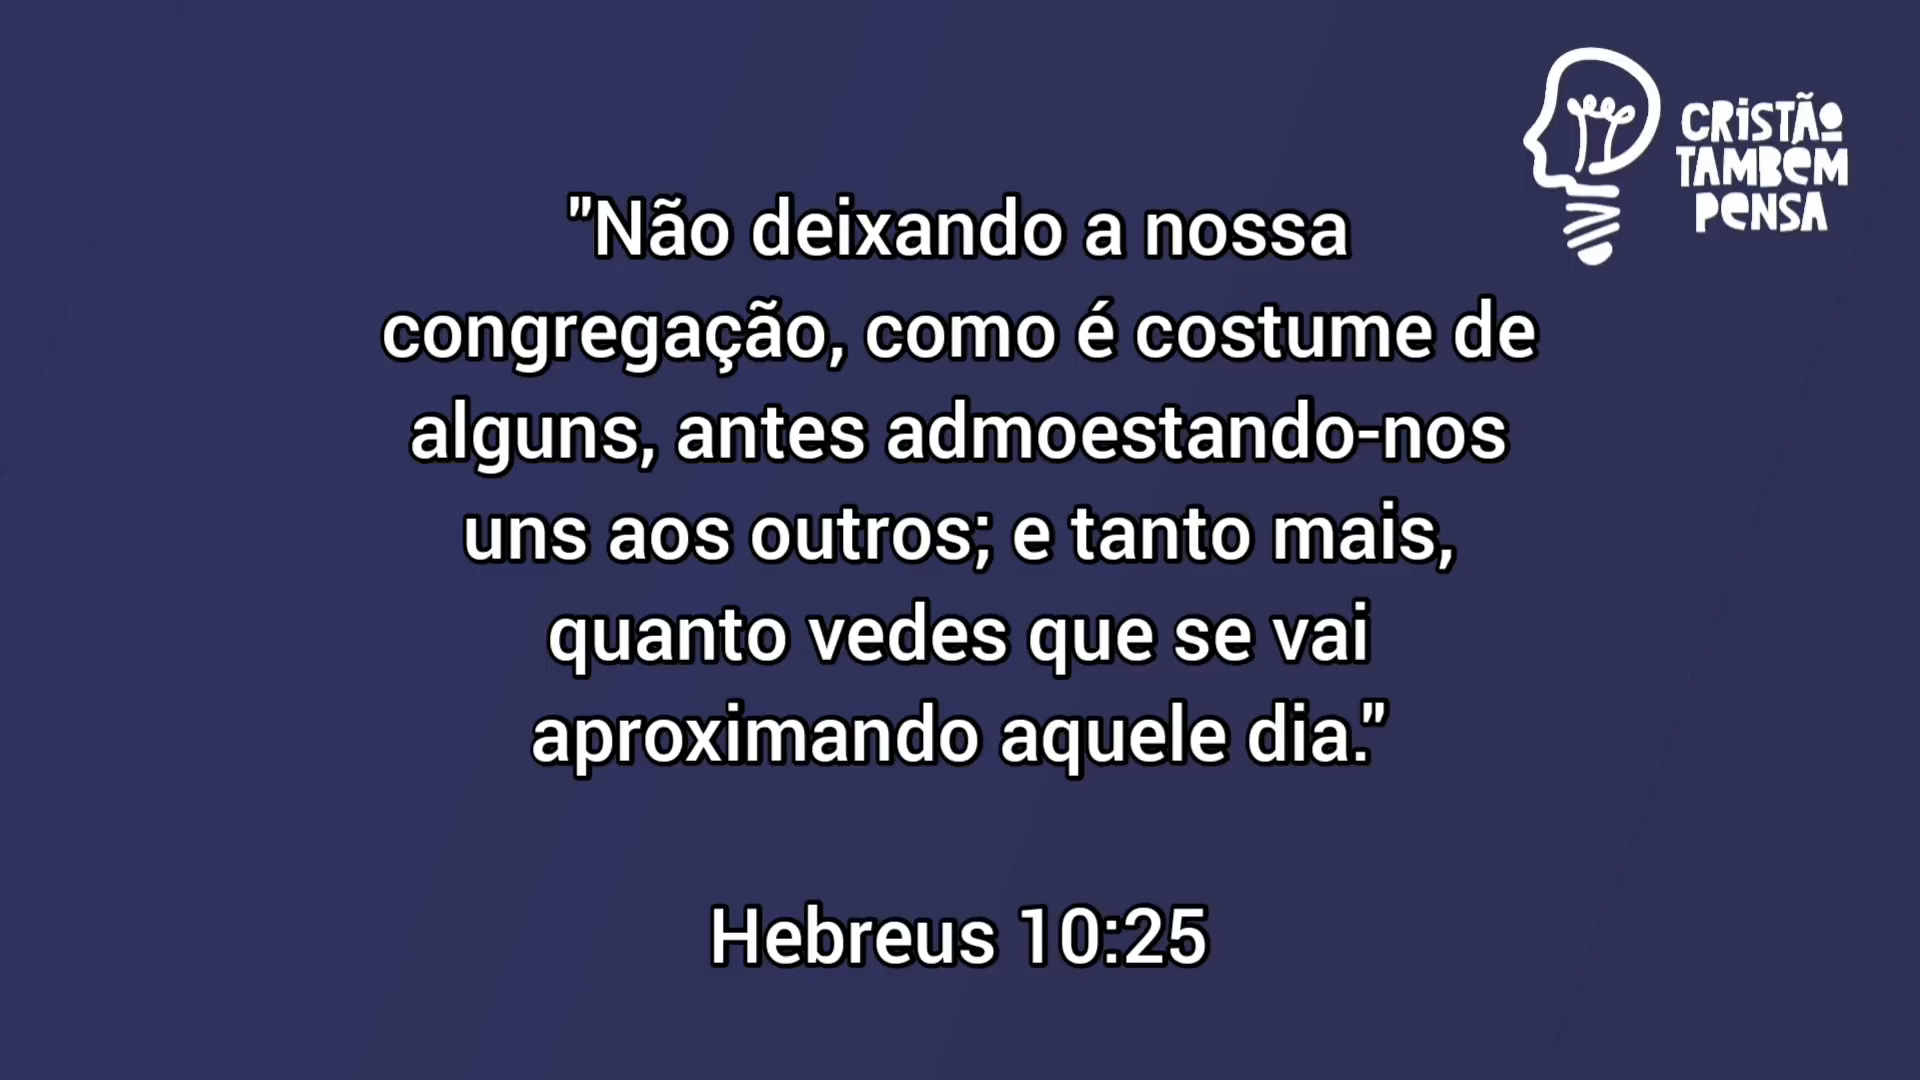 CRISTÃO
TAMBÉM
PENSA
"Não deixando a nossa
congregação, como é costume de
alguns, antes admoestando-nos
uns aos outros; e tanto mais,
quanto vedes que se vai
aproximando aquele dia."
Hebreus 10:25